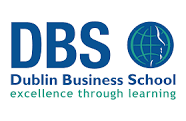 DBS
Dublin Business School
excellence through learning